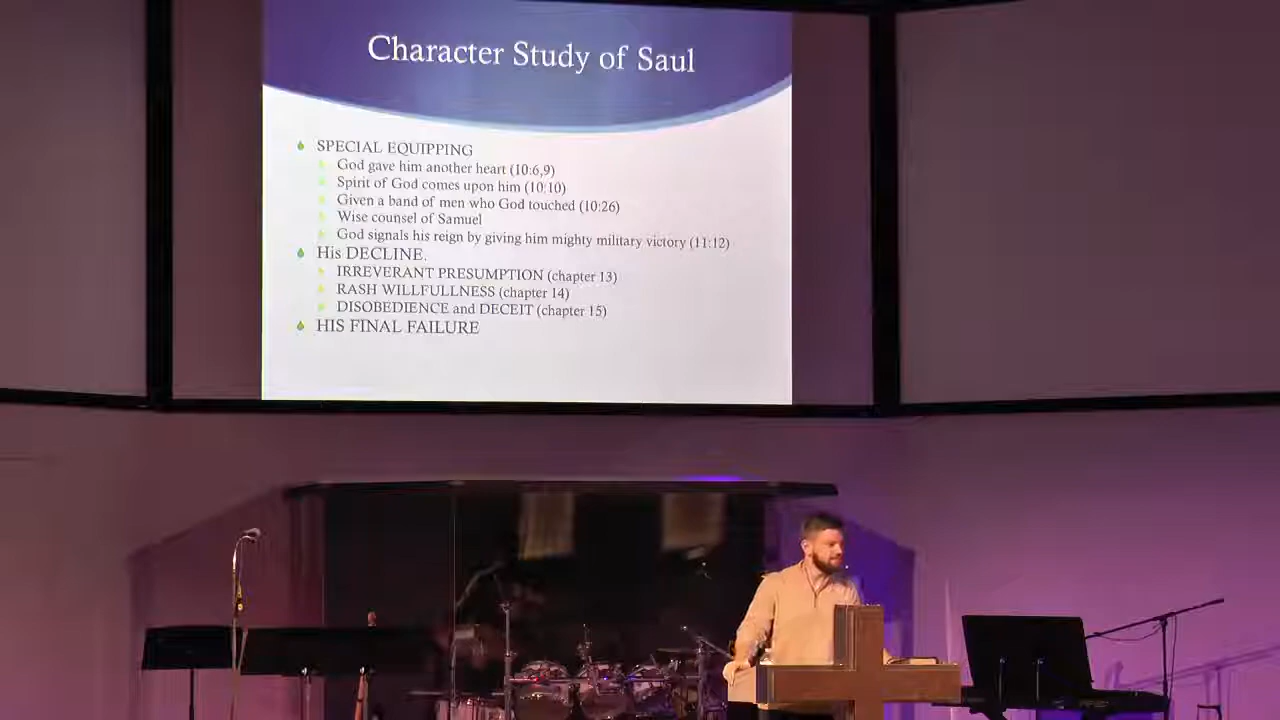 Character Study of Saul
SPECIAL EQUIPPING
God gave him another heart (10:6,9)
Spirit of God comes upon him (10:10)
Given a band of men who God touched (10:26)
Wise counsel of Samuel
God signals his reign by giving him mighty military victory (11:12)
His DECLINE.
IRREVERANT PRESUMPTION (chapter 13)
RASH WILLFULLNESS (chapter 14)
DISOBEDIENCE and DECEIT (chapter 15)
HIS FINAL FAILURE